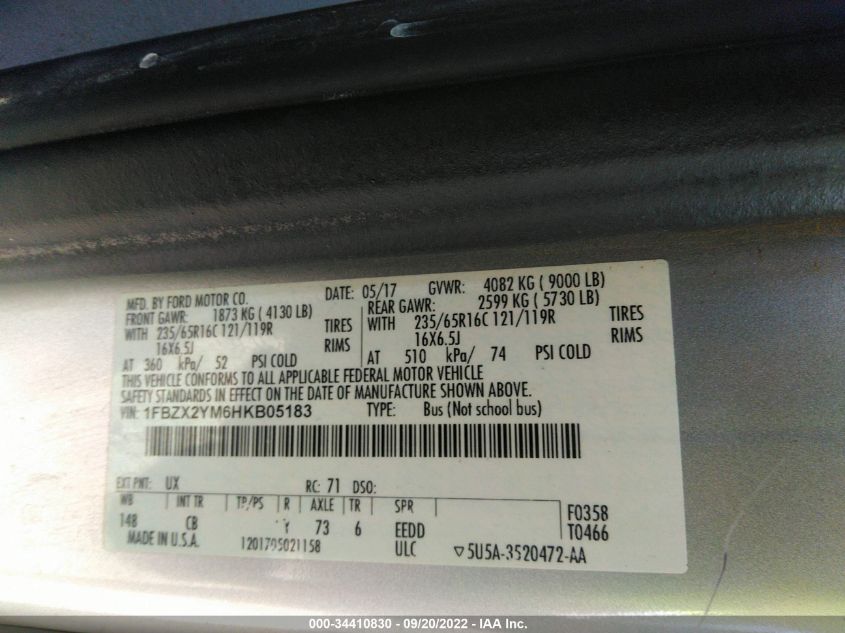 MFD. BY FORD MOTOR CO. DATE: 05/17 GVWR: 4082 KG ( 9000 LB)
FRONT GAWR: 1873 KG ( 4130 LB) REAR GAWR: 2599 KG ( 5730 LB)
WITH 235/65R16C 121/119R TIRES WITH 235/65R16C 121/119R TIRES
16X6.5J RIMS 16X6.5J RIMS
AT 360 kPa/ 52 PSI COLD AT 510 kPa/ 74 PSI COLD
THIS VEHICLE CONFORMS TO ALL APPLICABLE FEDERAL MOTOR VEHICLE
SAFETY STANDARDS IN EFFECT ON THE DATE OF MANUFACTURE SHOWN ABOVE.
VIN: 1FBZX2YM6HKB05183 TYPE: Bus (Not school bus)
EXT PNT: UX RC: 71 DSO:
WB INT TR TP/PS R AXLE TR SPR F0358
148 CB Y 73 6 EEDD T0466
MADE IN U.S.A. 1201705021158 ULC ▽5U5A-3520472-AA
000-34410830 - 09/20/2022 - IAA Inc.